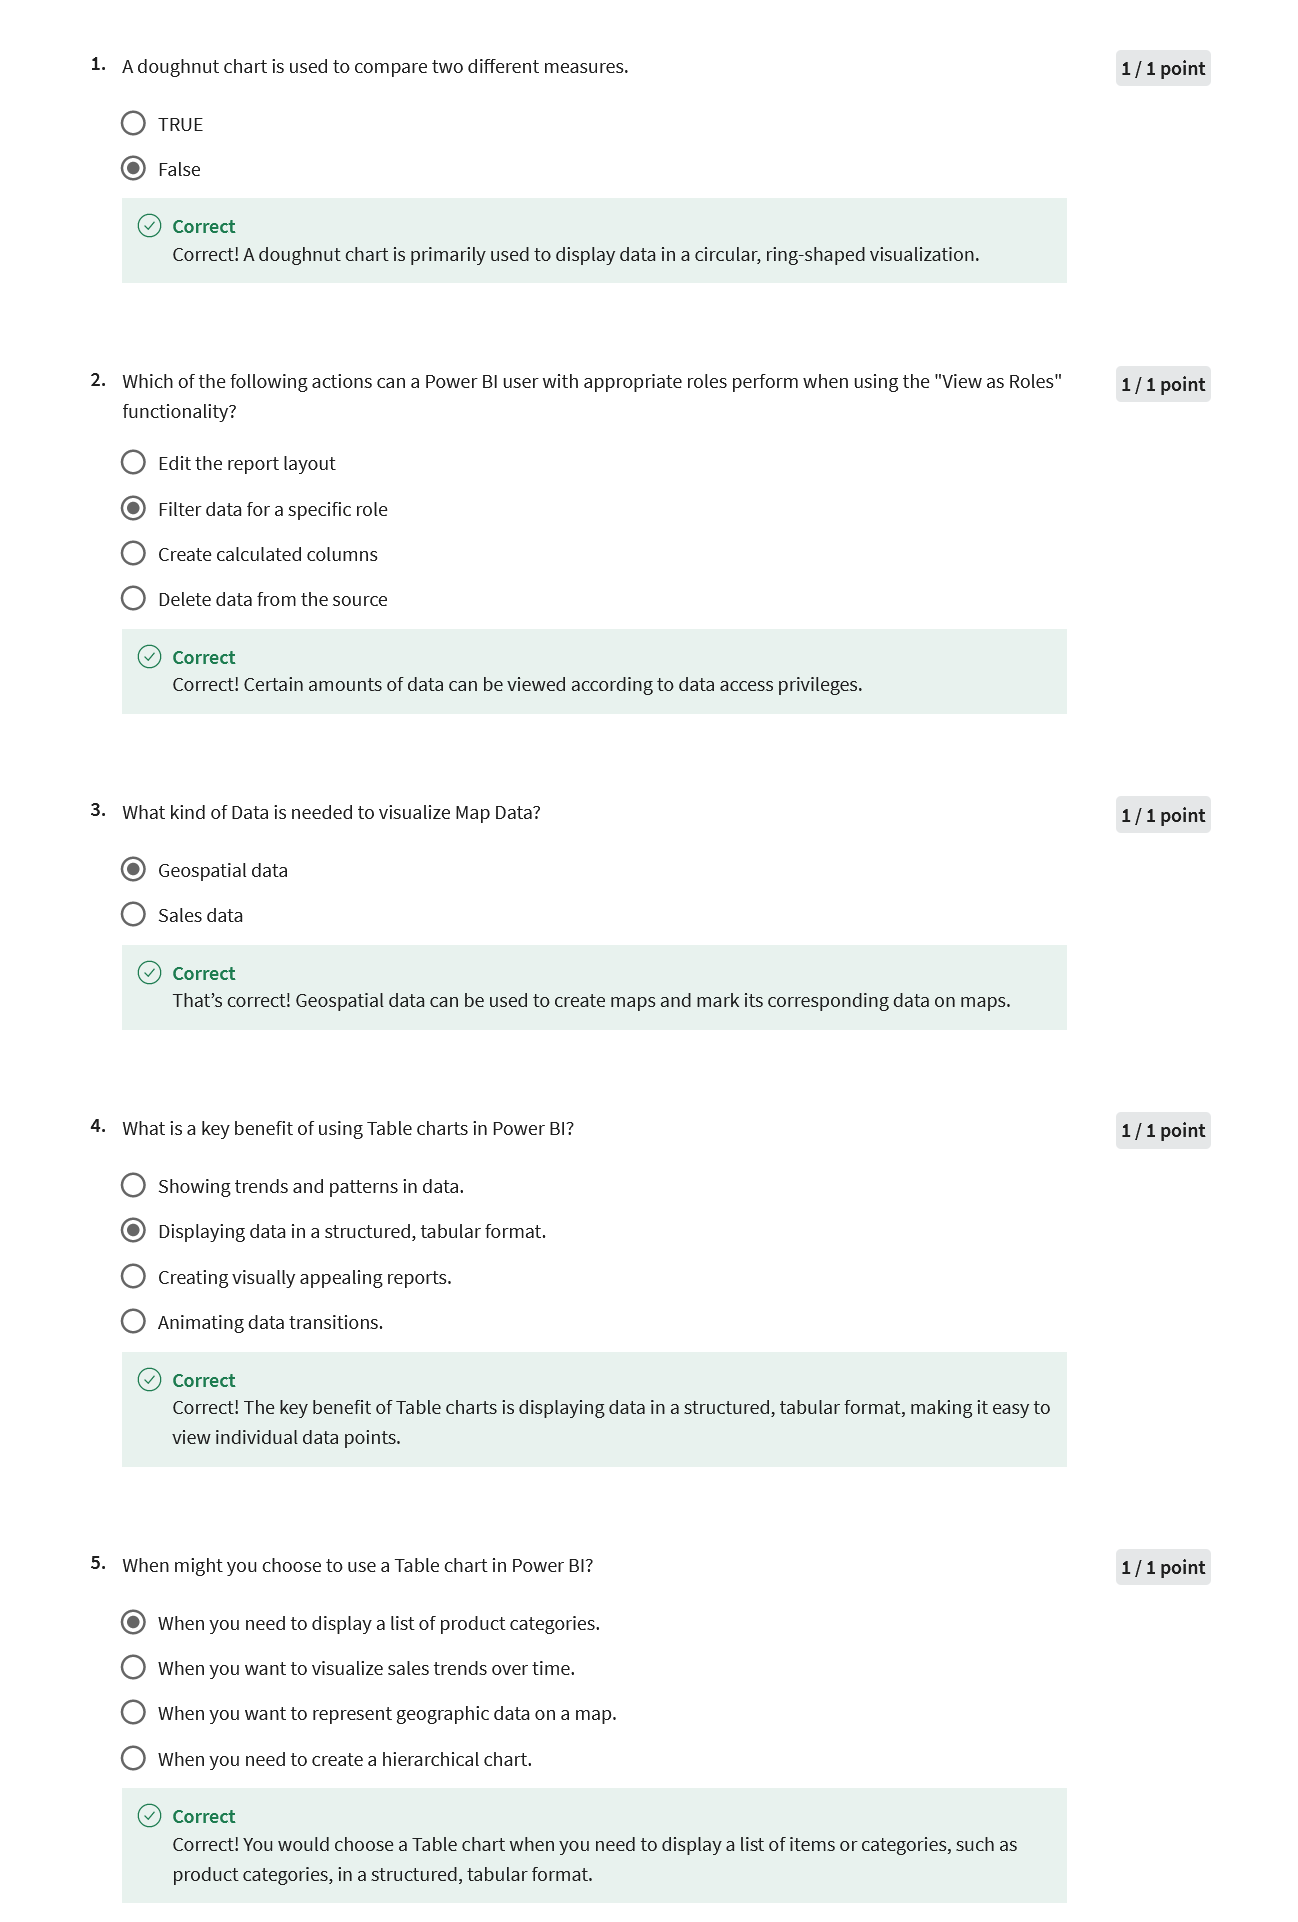 1. A doughnut chart is used to compare two different measures.
1 / 1 point
TRUE
False
Correct
Correct! A doughnut chart is primarily used to display data in a circular, ring-shaped visualization.
2. Which of the following actions can a Power BI user with appropriate roles perform when using the "View as Roles"
functionality?
1 / 1 point
Edit the report layout
Filter data for a specific role
Create calculated columns
Delete data from the source
Correct
Correct! Certain amounts of data can be viewed according to data access privileges.
3. What kind of Data is needed to visualize Map Data?
1 / 1 point
Geospatial data
Sales data
Correct
That’s correct! Geospatial data can be used to create maps and mark its corresponding data on maps.
4. What is a key benefit of using Table charts in Power BI?
1 / 1 point
Showing trends and patterns in data.
Displaying data in a structured, tabular format.
Creating visually appealing reports.
Animating data transitions.
Correct
Correct! The key benefit of Table charts is displaying data in a structured, tabular format, making it easy to
view individual data points.
5. When might you choose to use a Table chart in Power BI?
1 / 1 point
When you need to display a list of product categories.
When you want to visualize sales trends over time.
When you want to represent geographic data on a map.
When you need to create a hierarchical chart.
Correct
Correct! You would choose a Table chart when you need to display a list of items or categories, such as
product categories, in a structured, tabular format.